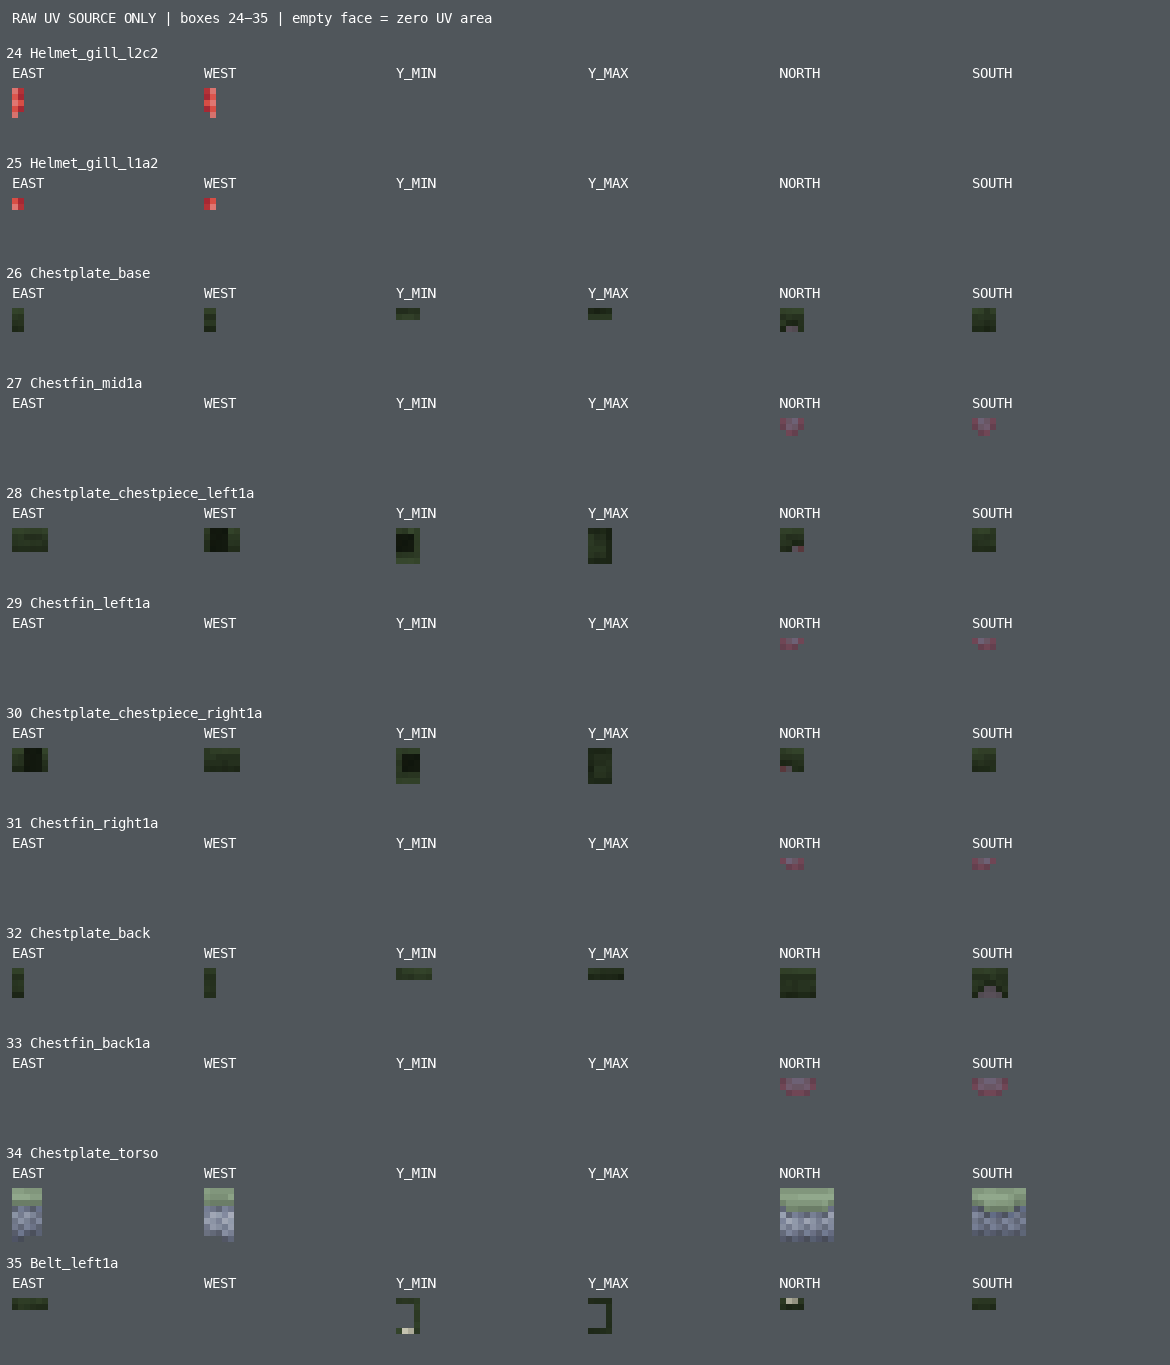 RAW UV SOURCE ONLY | boxes 24–35 | empty face = zero UV area
24 Helmet_gill_l2c2
EAST WEST Y_MIN Y_MAX NORTH SOUTH
25 Helmet_gill_l1a2
EAST WEST Y_MIN Y_MAX NORTH SOUTH
26 Chestplate_base
EAST WEST Y_MIN Y_MAX NORTH SOUTH
27 Chestfin_mid1a
EAST WEST Y_MIN Y_MAX NORTH SOUTH
28 Chestplate_chestpiece_left1a
EAST WEST Y_MIN Y_MAX NORTH SOUTH
29 Chestfin_left1a
EAST WEST Y_MIN Y_MAX NORTH SOUTH
30 Chestplate_chestpiece_right1a
EAST WEST Y_MIN Y_MAX NORTH SOUTH
31 Chestfin_right1a
EAST WEST Y_MIN Y_MAX NORTH SOUTH
32 Chestplate_back
EAST WEST Y_MIN Y_MAX NORTH SOUTH
33 Chestfin_back1a
EAST WEST Y_MIN Y_MAX NORTH SOUTH
34 Chestplate_torso
EAST WEST Y_MIN Y_MAX NORTH SOUTH
35 Belt_left1a
EAST WEST Y_MIN Y_MAX NORTH SOUTH